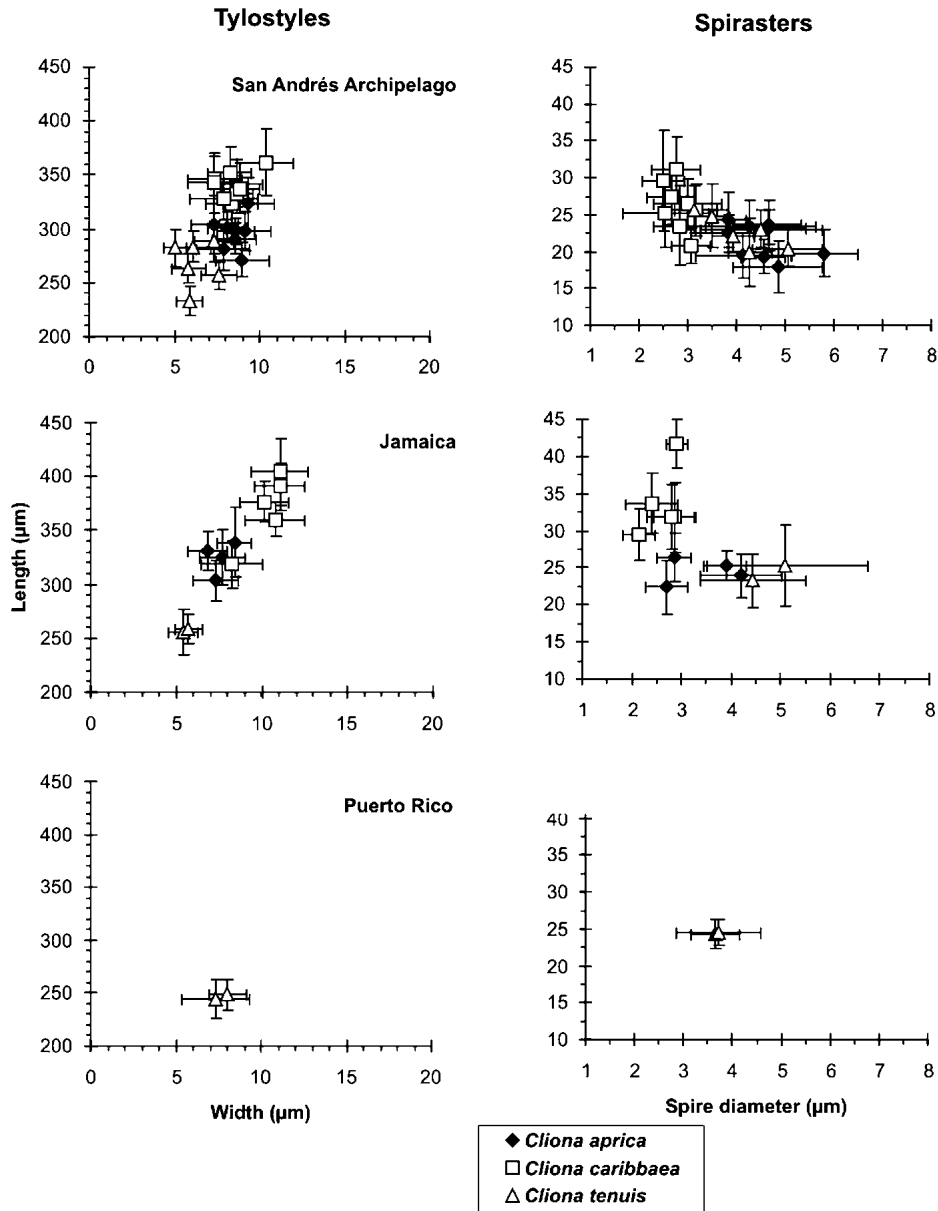 Tylostyles
Spirasters
San Andrés Archipelago
450
400
350
300
250
200
0 5 10 15 20
45
40
35
30
25
20
15
10
1 2 3 4 5 6 7 8
Jamaica
Length (µm)
450
400
350
300
250
200
0 5 10 15 20
45
40
35
30
25
20
15
10
1 2 3 4 5 6 7 8
Puerto Rico
450
400
350
300
250
200
0 5 10 15 20
Width (µm)
40
35
30
25
20
15
10
1 2 3 4 5 6 7 8
Spire diameter (µm)
Cliona aprica
Cliona caribbaea
Cliona tenuis